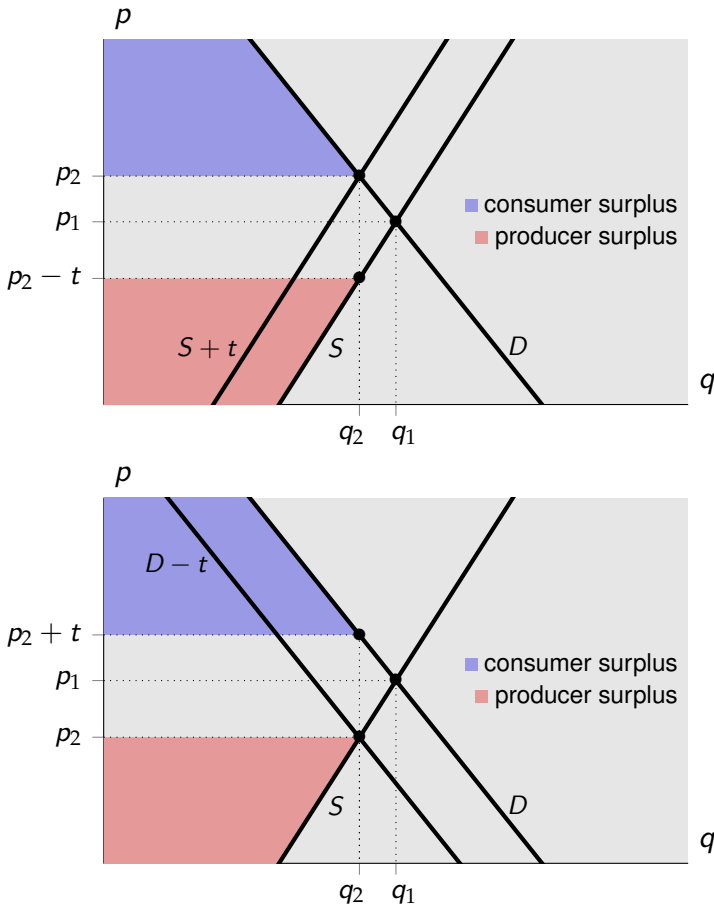 p
p₂
consumer surplus
p₁
producer surplus
p₂ − t
S + t
S
D
q
q₂
q₁
p
D − t
p₂ + t
consumer surplus
p₁
producer surplus
p₂
S
D
q
q₂
q₁